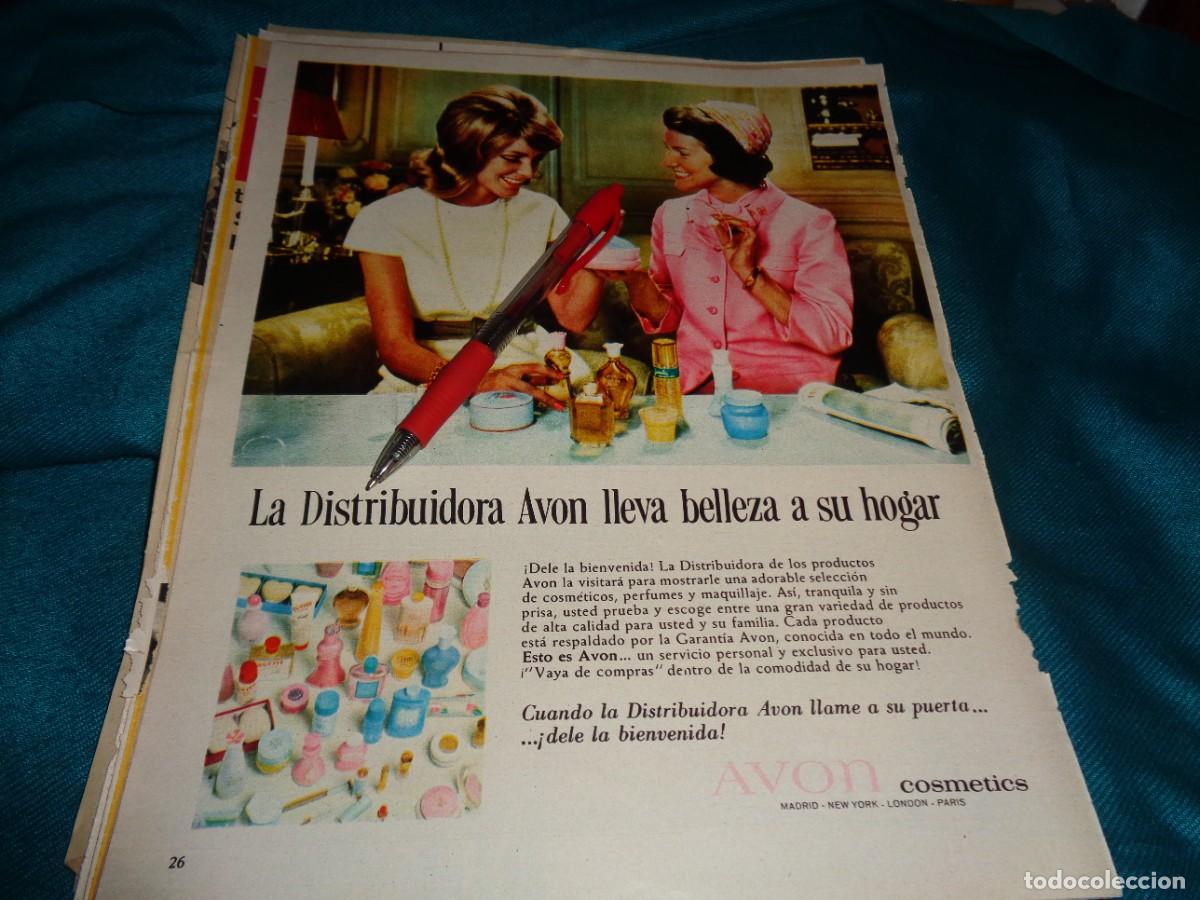 La Distribuidora Avon lleva belleza a su hogar
¡Dele la bienvenida! La Distribuidora de los productos
Avon la visitará para mostrarle una adorable selección
de cosméticos, perfumes y maquillaje. Así, tranquila y sin
prisa, usted prueba y escoge entre una gran variedad de productos
de alta calidad para usted y su familia. Cada producto
está respaldado por la Garantía Avon, conocida en todo el mundo.
Esto es Avon... un servicio personal y exclusivo para usted.
¡"Vaya de compras" dentro de la comodidad de su hogar!
Cuando la Distribuidora Avon llame a su puerta...
...¡dele la bienvenida!
AVON cosmetics
MADRID - NEW YORK - LONDON - PARIS
26
todocoleccion